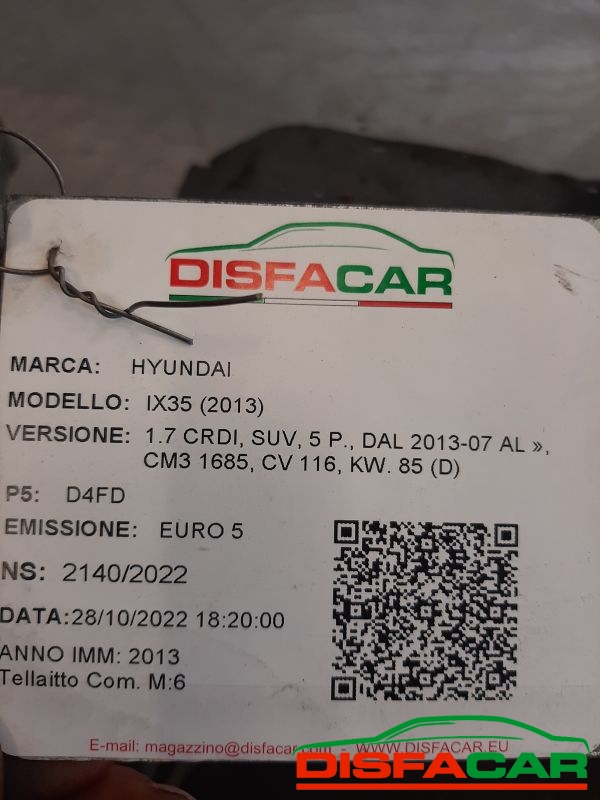 DISFACAR
MARCA: HYUNDAI
MODELLO: IX35 (2013)
VERSIONE: 1.7 CRDI, SUV, 5 P., DAL 2013-07 AL »,
CM3 1685, CV 116, KW. 85 (D)
P5: D4FD
EMISSIONE: EURO 5
NS: 2140/2022
DATA:28/10/2022 18:20:00
ANNO IMM: 2013
Tellaitto Com. M:6
E-mail: magazzino@disfacar.com - WWW.DISFACAR.EU
DISFACAR